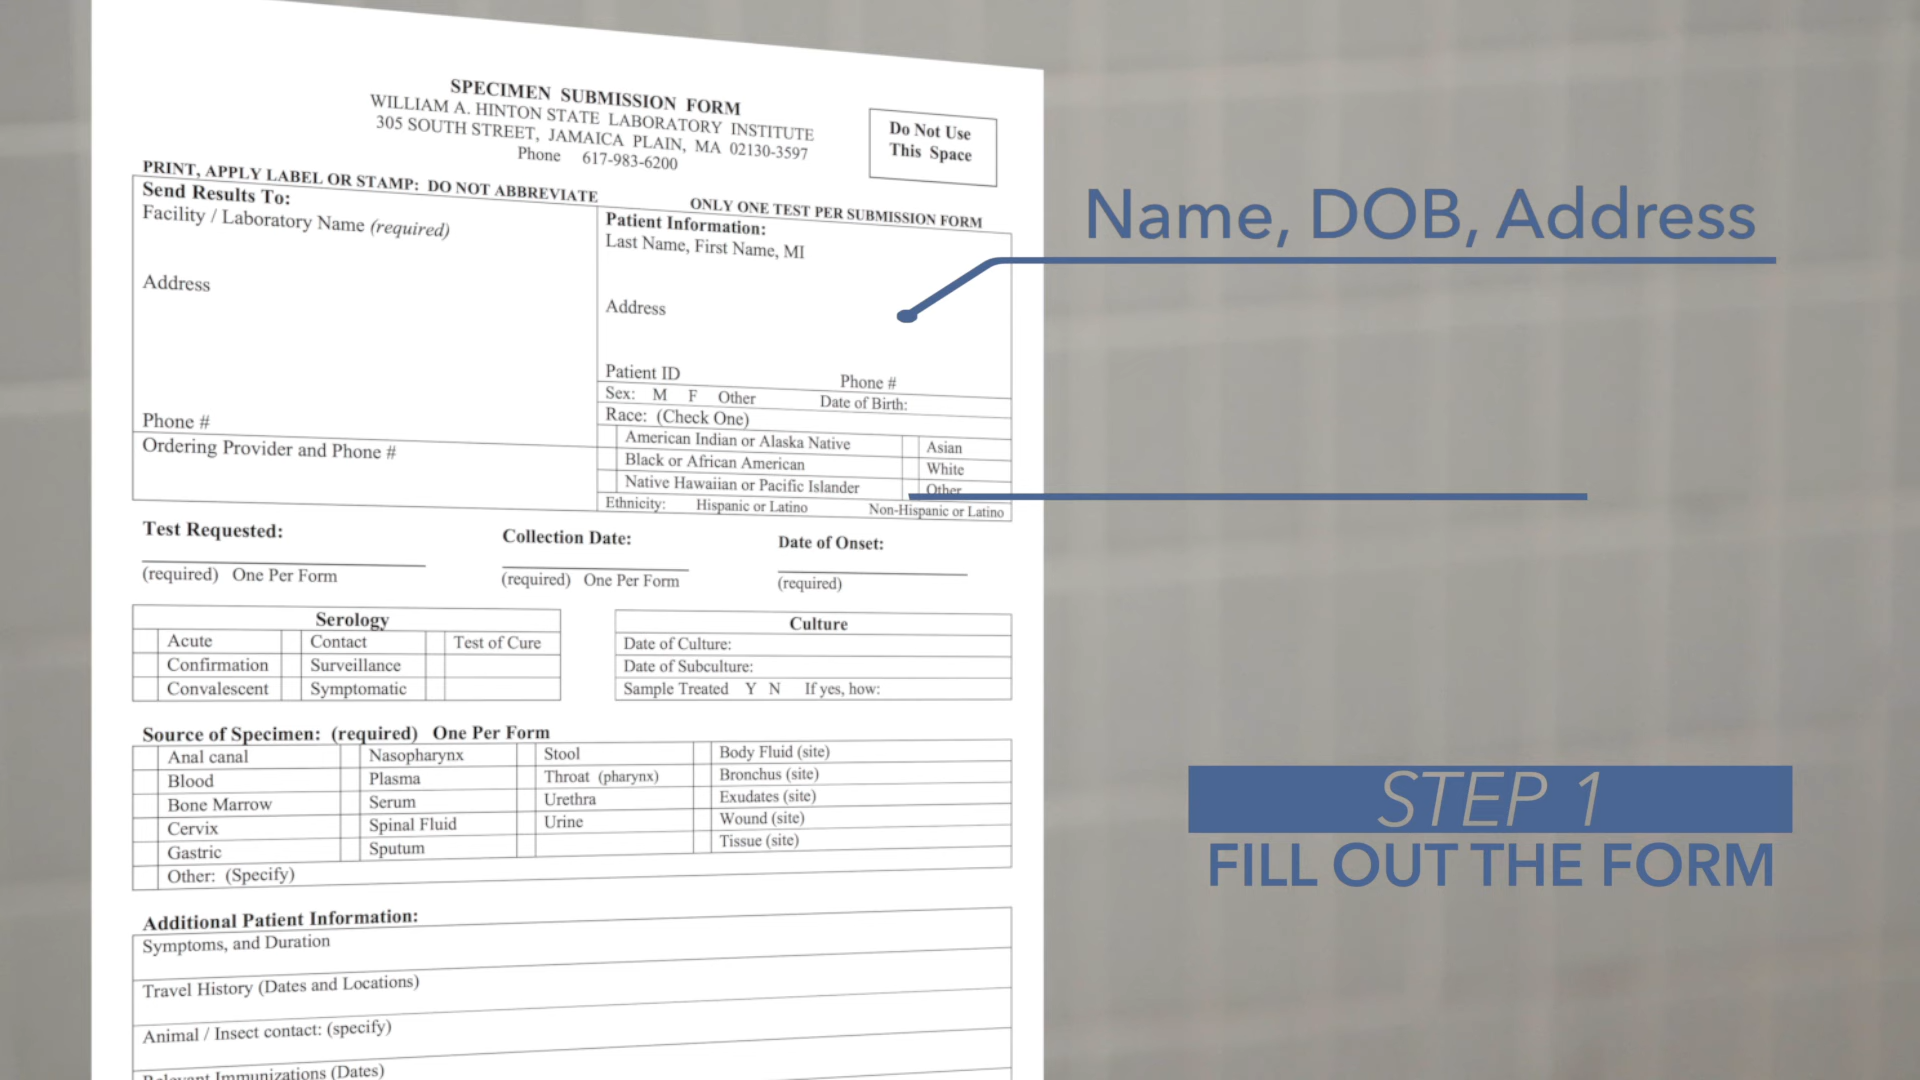 SPECIMEN SUBMISSION FORM
WILLIAM A. HINTON STATE LABORATORY INSTITUTE
305 SOUTH STREET, JAMAICA PLAIN, MA 02130-3597
Phone 617-983-6200
Do Not Use
This Space
PRINT, APPLY LABEL OR STAMP: DO NOT ABBREVIATE
ONLY ONE TEST PER SUBMISSION FORM
Send Results To:
Facility / Laboratory Name (required)
Address
Phone #
Ordering Provider and Phone #
Patient Information:
Last Name, First Name, MI
Address
Patient ID Phone #
Sex: M F Other Date of Birth:
Race: (Check One)
American Indian or Alaska Native Asian
Black or African American White
Native Hawaiian or Pacific Islander Other
Ethnicity: Hispanic or Latino Non-Hispanic or Latino
Name, DOB, Address
Test Requested: Collection Date: Date of Onset:
(required) One Per Form (required) One Per Form (required)
Serology
Acute Contact Test of Cure
Confirmation Surveillance
Convalescent Symptomatic
Culture
Date of Culture:
Date of Subculture:
Sample Treated Y N If yes, how:
Source of Specimen: (required) One Per Form
Anal canal Nasopharynx Stool Body Fluid (site)
Blood Plasma Throat (pharynx) Bronchus (site)
Bone Marrow Serum Urethra Exudates (site)
Cervix Spinal Fluid Urine Wound (site)
Gastric Sputum Tissue (site)
Other: (Specify)
STEP 1
FILL OUT THE FORM
Additional Patient Information:
Symptoms, and Duration
Travel History (Dates and Locations)
Animal / Insect contact: (specify)
Relevant Immunizations (Dates)